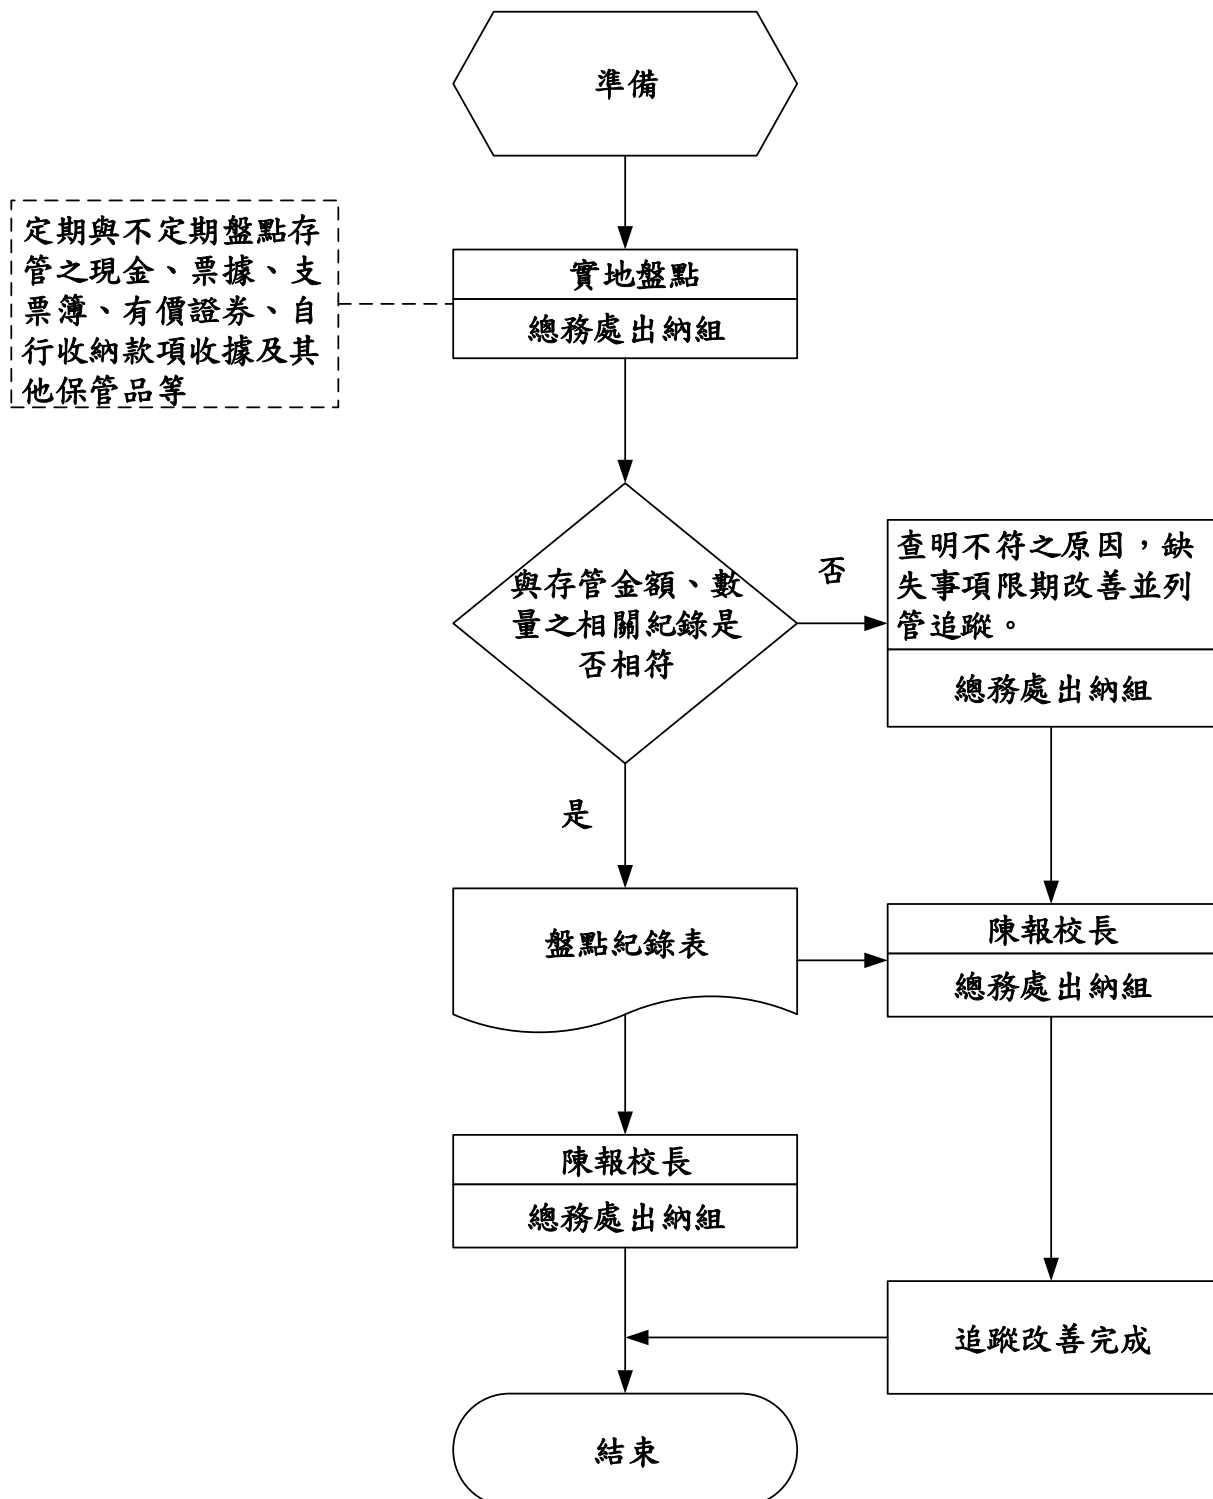 準備
定期與不定期盤點存
管之現金、票據、支
票簿、有價證券、自
行收納款項收據及其
他保管品等
實地盤點
總務處出納組
與存管金額、數
量之相關紀錄是
否相符
否
查明不符之原因，缺
失事項限期改善並列
管追蹤。
總務處出納組
是
盤點紀錄表
陳報校長
總務處出納組
陳報校長
總務處出納組
追蹤改善完成
結束